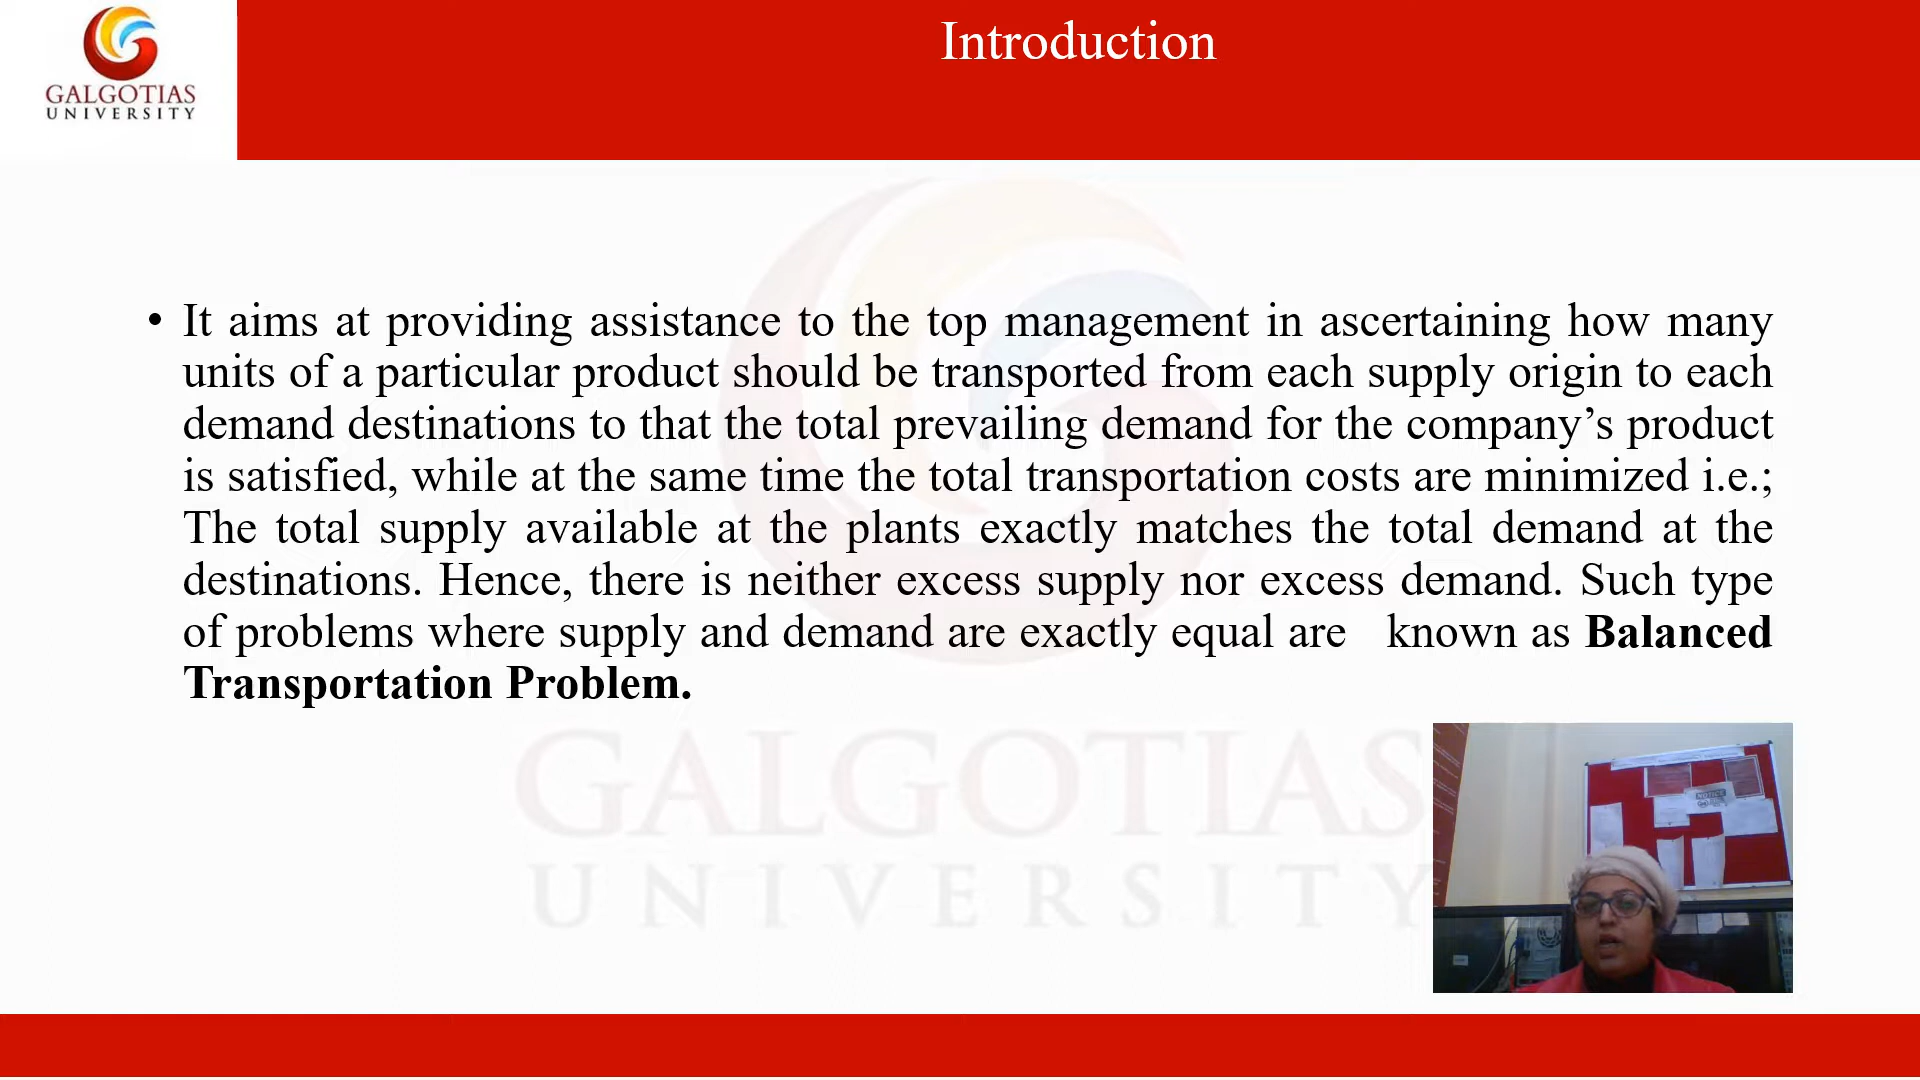 GALGOTIAS
UNIVERSITY
Introduction
• It aims at providing assistance to the top management in ascertaining how many
units of a particular product should be transported from each supply origin to each
demand destinations to that the total prevailing demand for the company’s product
is satisfied, while at the same time the total transportation costs are minimized i.e.;
The total supply available at the plants exactly matches the total demand at the
destinations. Hence, there is neither excess supply nor excess demand. Such type
of problems where supply and demand are exactly equal are known as Balanced
Transportation Problem.
GALGOTIAS
UNIVERSITY
NOTICE